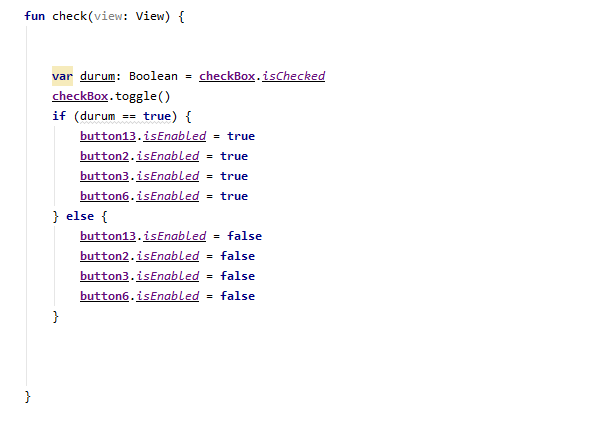 fun check(view: View) {
var durum: Boolean = checkBox.isChecked
checkBox.toggle()
if (durum == true) {
button13.isEnabled = true
button2.isEnabled = true
button3.isEnabled = true
button6.isEnabled = true
} else {
button13.isEnabled = false
button2.isEnabled = false
button3.isEnabled = false
button6.isEnabled = false
}
}